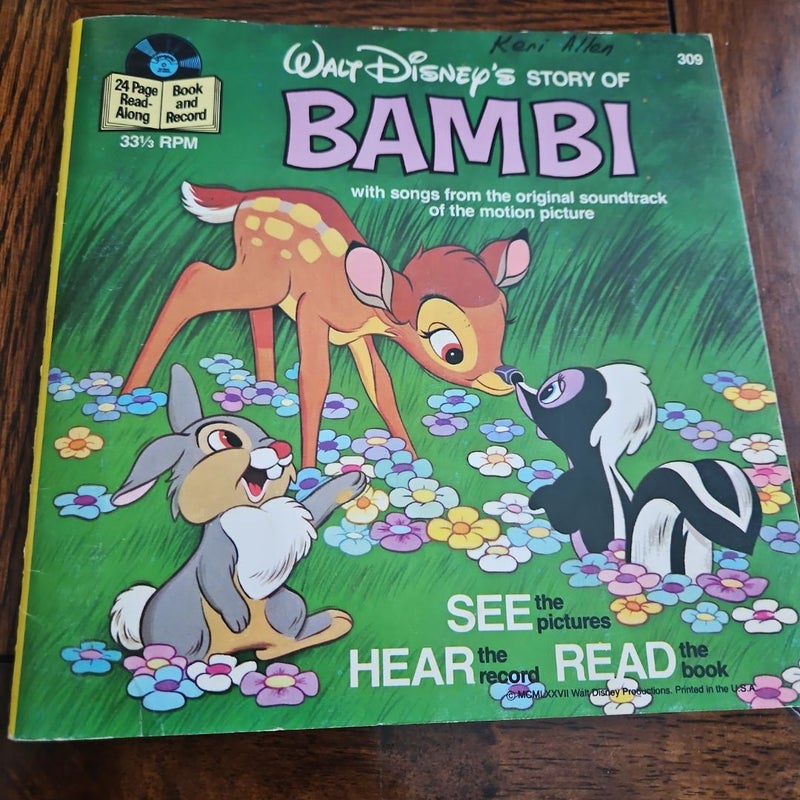 Keri Allen
309
WALT DISNEY'S STORY OF
BAMBI
24 Page
Read-
Along
Book
and
Record
33⅓ RPM
with songs from the original soundtrack
of the motion picture
SEE the
pictures
HEAR the
record
READ the
book
© MCMLXXVII Walt Disney Productions. Printed in the U.S.A.